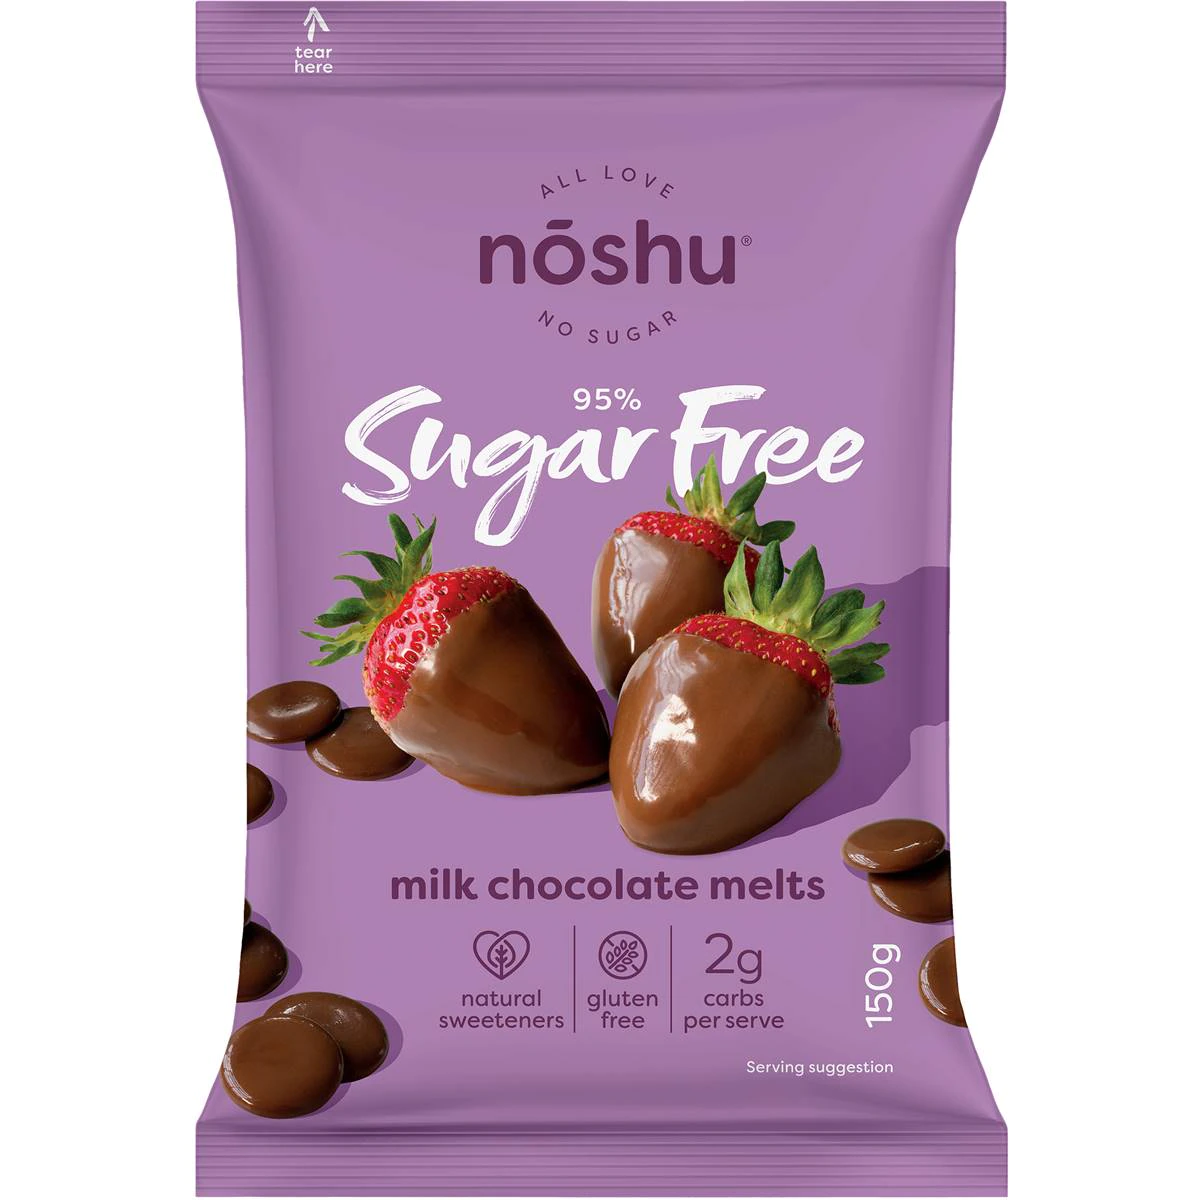 tear
here
ALL LOVE
nōshu®
NO SUGAR
95%
Sugar Free
milk chocolate melts
natural
sweeteners
gluten
free
2g
carbs
per serve
150g
Serving suggestion